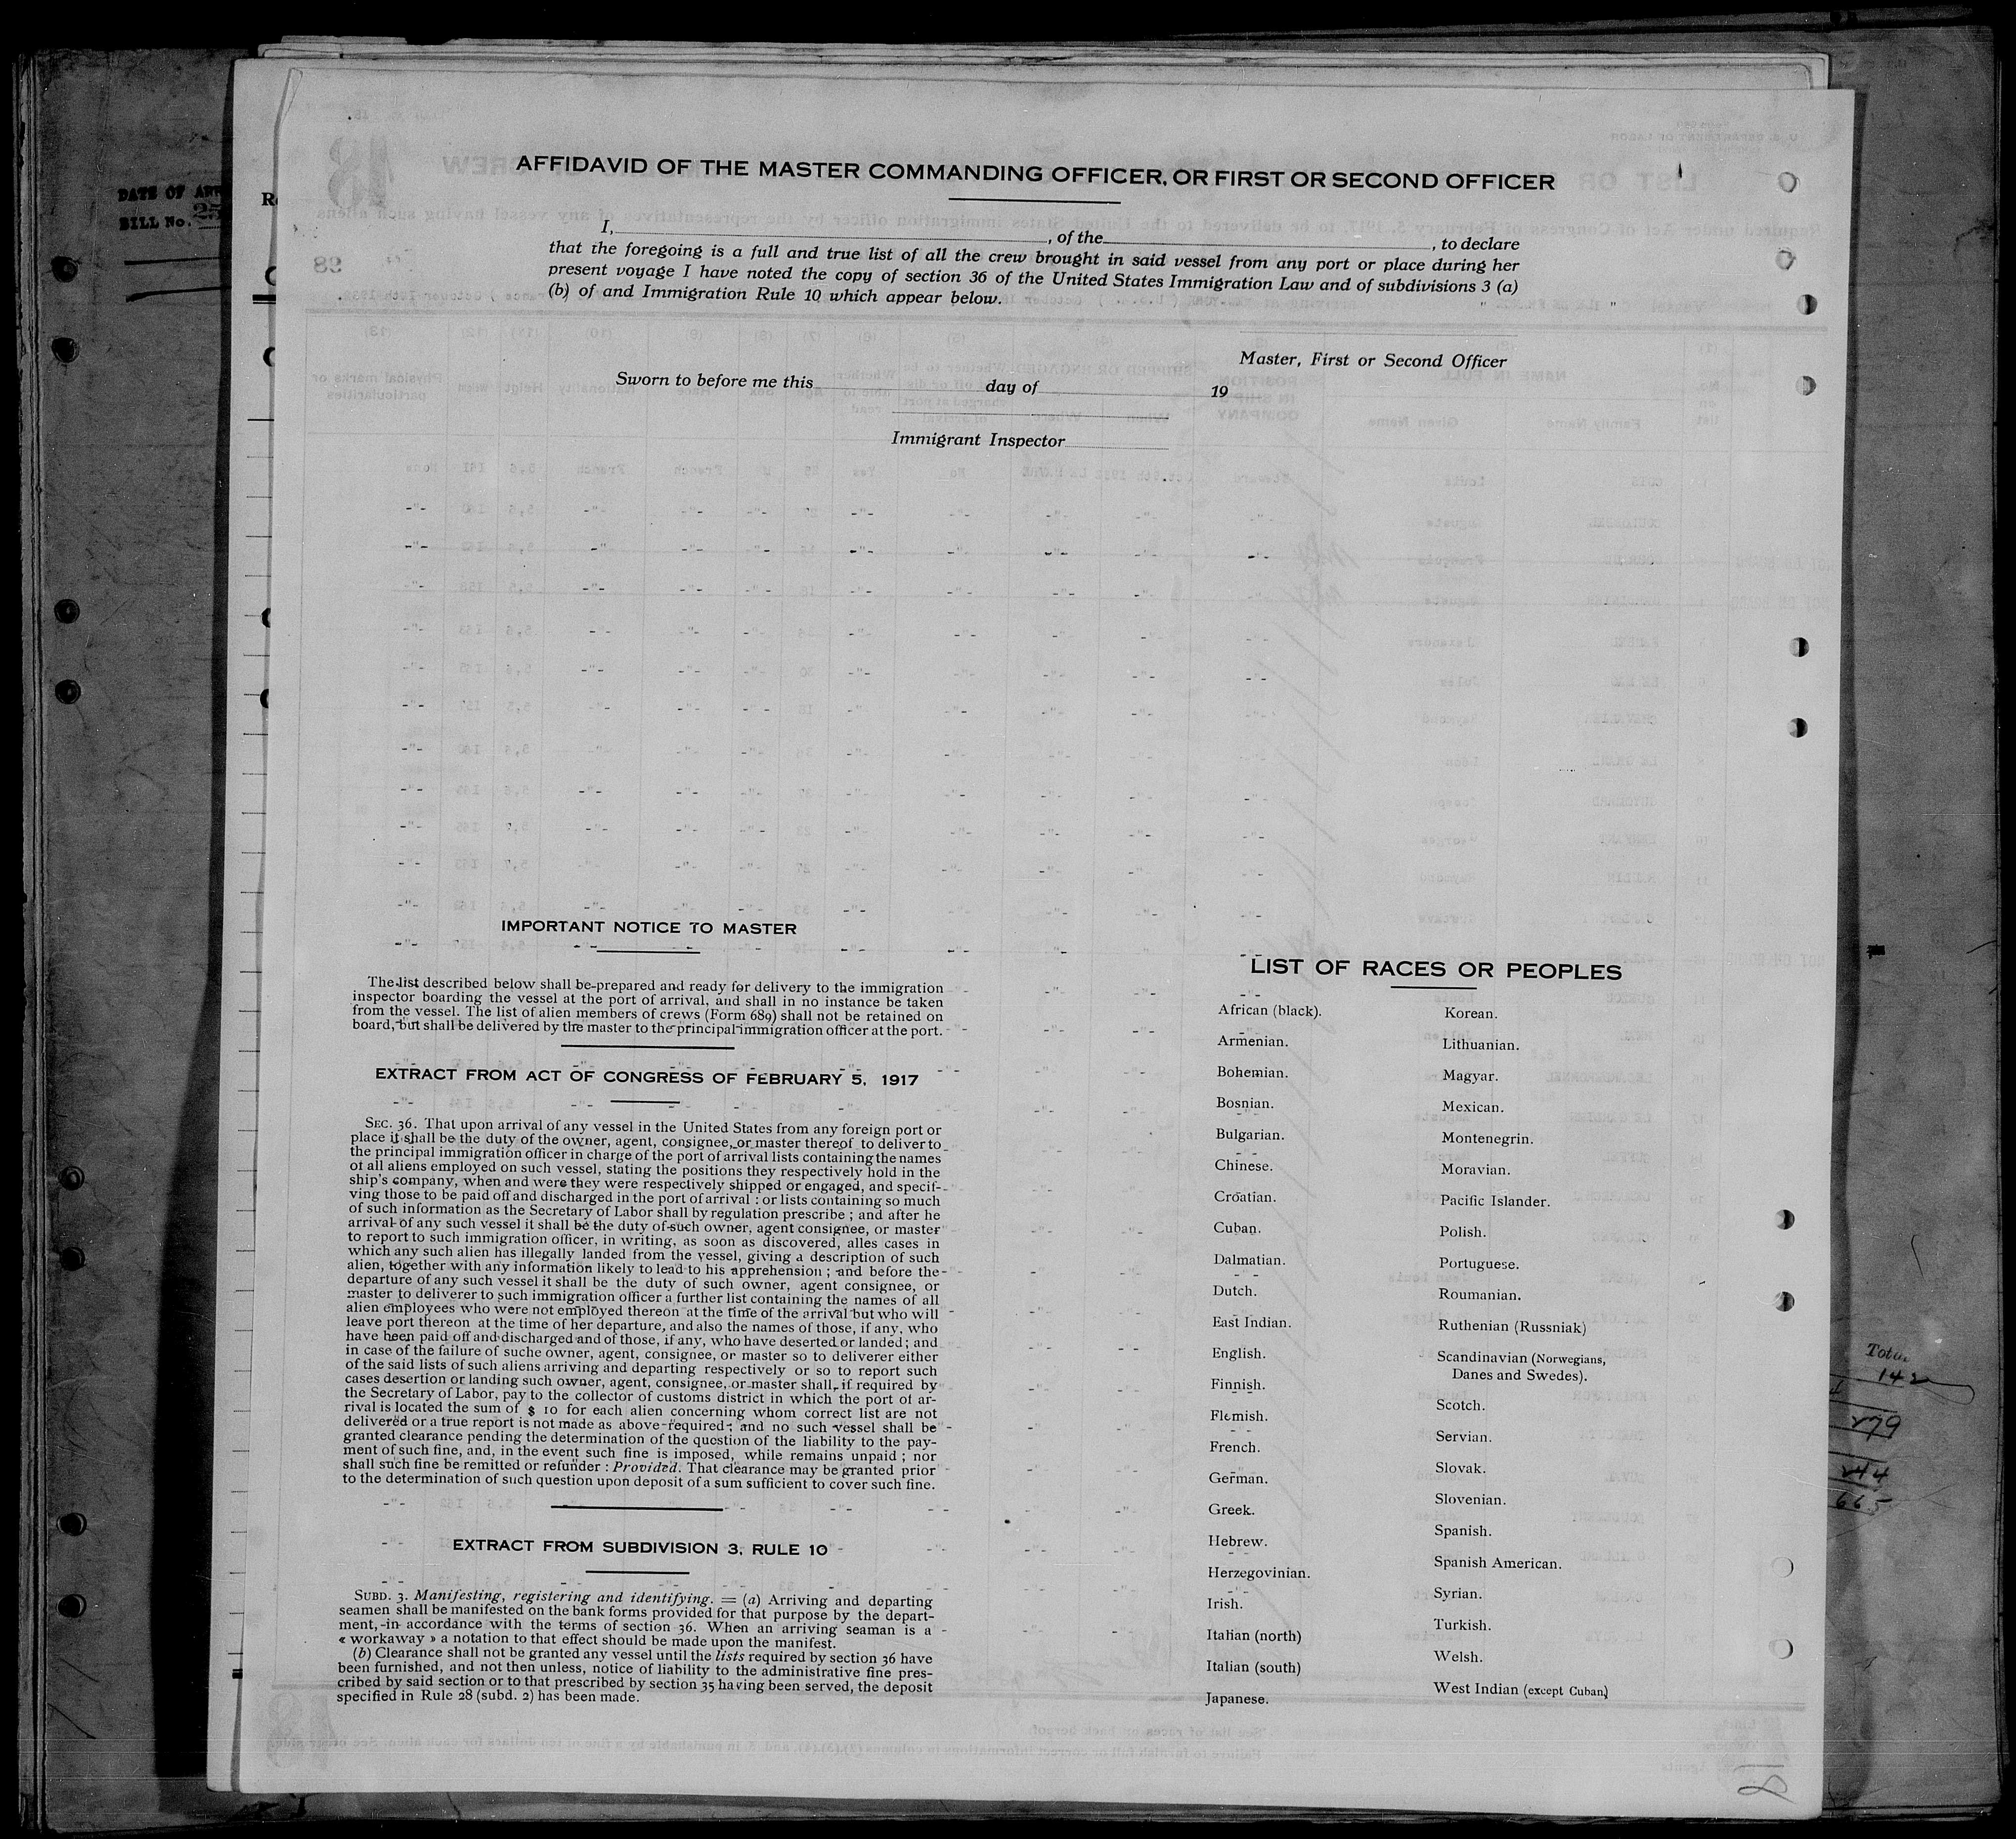 AFFIDAVID OF THE MASTER COMMANDING OFFICER, OR FIRST OR SECOND OFFICER
I, , of the , to declare
that the foregoing is a full and true list of all the crew brought in said vessel from any port or place during her
present voyage I have noted the copy of section 36 of the United States Immigration Law and of subdivisions 3 (a)
(b) of and Immigration Rule 10 which appear below.
Master, First or Second Officer
Sworn to before me this day of 19
Immigrant Inspector
IMPORTANT NOTICE TO MASTER
The list described below shall be prepared and ready for delivery to the immigration
inspector boarding the vessel at the port of arrival, and shall in no instance be taken
from the vessel. The list of alien members of crews (Form 689) shall not be retained on
board, but shall be delivered by the master to the principal immigration officer at the port.
EXTRACT FROM ACT OF CONGRESS OF FEBRUARY 5, 1917
SEC. 36. That upon arrival of any vessel in the United States from any foreign port or
place it shall be the duty of the owner, agent, consignee, or master thereof to deliver to
the principal immigration officer in charge of the port of arrival lists containing the names
of all aliens employed on such vessel, stating the positions they respectively hold in the
ship's company, when and were they were respectively shipped or engaged, and specif-
ving those to be paid off and discharged in the port of arrival : or lists containing so much
of such information as the Secretary of Labor shall by regulation prescribe ; and after he
arrival of any such vessel it shall be the duty of such owner, agent consignee, or master
to report to such immigration officer, in writing, as soon as discovered, alles cases in
which any such alien has illegally landed from the vessel, giving a description of such
alien, together with any information likely to lead to his apprehension ; and before the
departure of any such vessel it shall be the duty of such owner, agent consignee, or
master to deliverer to such immigration officer a further list containing the names of all
alien employees who were not employed thereon at the time of the arrival but who will
leave port thereon at the time of her departure, and also the names of those, if any, who
have been paid off and discharged and of those, if any, who have deserted or landed ; and
in case of the failure of suche owner, agent, consignee, or master so to deliverer either
of the said lists of such aliens arriving and departing respectively or so to report such
cases desertion or landing such owner, agent, consignee, or master shall, if required by
the Secretary of Labor, pay to the collector of customs district in which the port of ar-
rival is located the sum of $ 10 for each alien concerning whom correct list are not
delivered or a true report is not made as above required ; and no such vessel shall be
granted clearance pending the determination of the question of the liability to the pay-
ment of such fine, and, in the event such fine is imposed, while remains unpaid ; nor
shall such fine be remitted or refunder : Provided. That clearance may be granted prior
to the determination of such question upon deposit of a sum sufficient to cover such fine.
EXTRACT FROM SUBDIVISION 3, RULE 10
SUBD. 3. Manifesting, registering and identifying. = (a) Arriving and departing
seamen shall be manifested on the bank forms provided for that purpose by the depart-
ment, in accordance with the terms of section 36. When an arriving seaman is a
« workaway » a notation to that effect should be made upon the manifest.
(b) Clearance shall not be granted any vessel until the lists required by section 36 have
been furnished, and not then unless, notice of liability to the administrative fine pres-
cribed by said section or to that prescribed by section 35 having been served, the deposit
specified in Rule 28 (subd. 2) has been made.
LIST OF RACES OR PEOPLES
African (black).
Armenian.
Bohemian.
Bosnian.
Bulgarian.
Chinese.
Croatian.
Cuban.
Dalmatian.
Dutch.
East Indian.
English.
Finnish.
Flemish.
French.
German.
Greek.
Hebrew.
Herzegovinian.
Irish.
Italian (north)
Italian (south)
Japanese.
Korean.
Lithuanian.
Magyar.
Mexican.
Montenegrin.
Moravian.
Pacific Islander.
Polish.
Portuguese.
Roumanian.
Ruthenian (Russniak)
Scandinavian (Norwegians,
Danes and Swedes).
Scotch.
Servian.
Slovak.
Slovenian.
Spanish.
Spanish American.
Syrian.
Turkish.
Welsh.
West Indian (except Cuban)
DATE OF
BILL No. 25
142
279
244
665
8